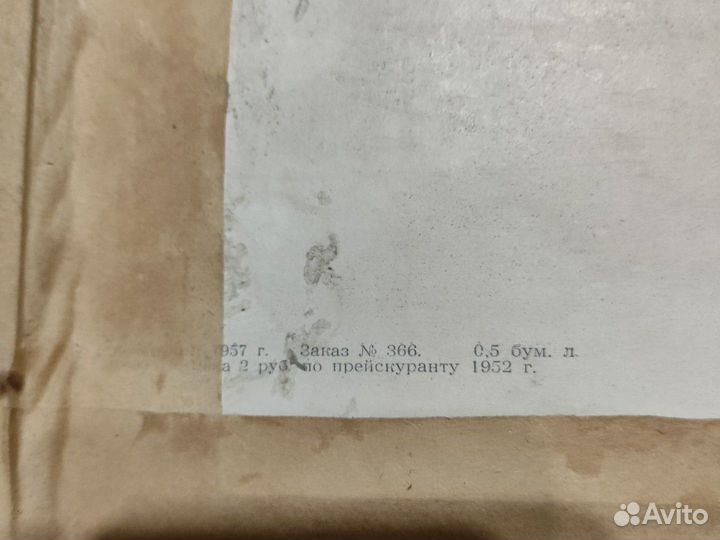 957 г. Заказ № 366. 0,5 бум. л.
а 2 руб. по прейскуранту 1952 г.
Avito